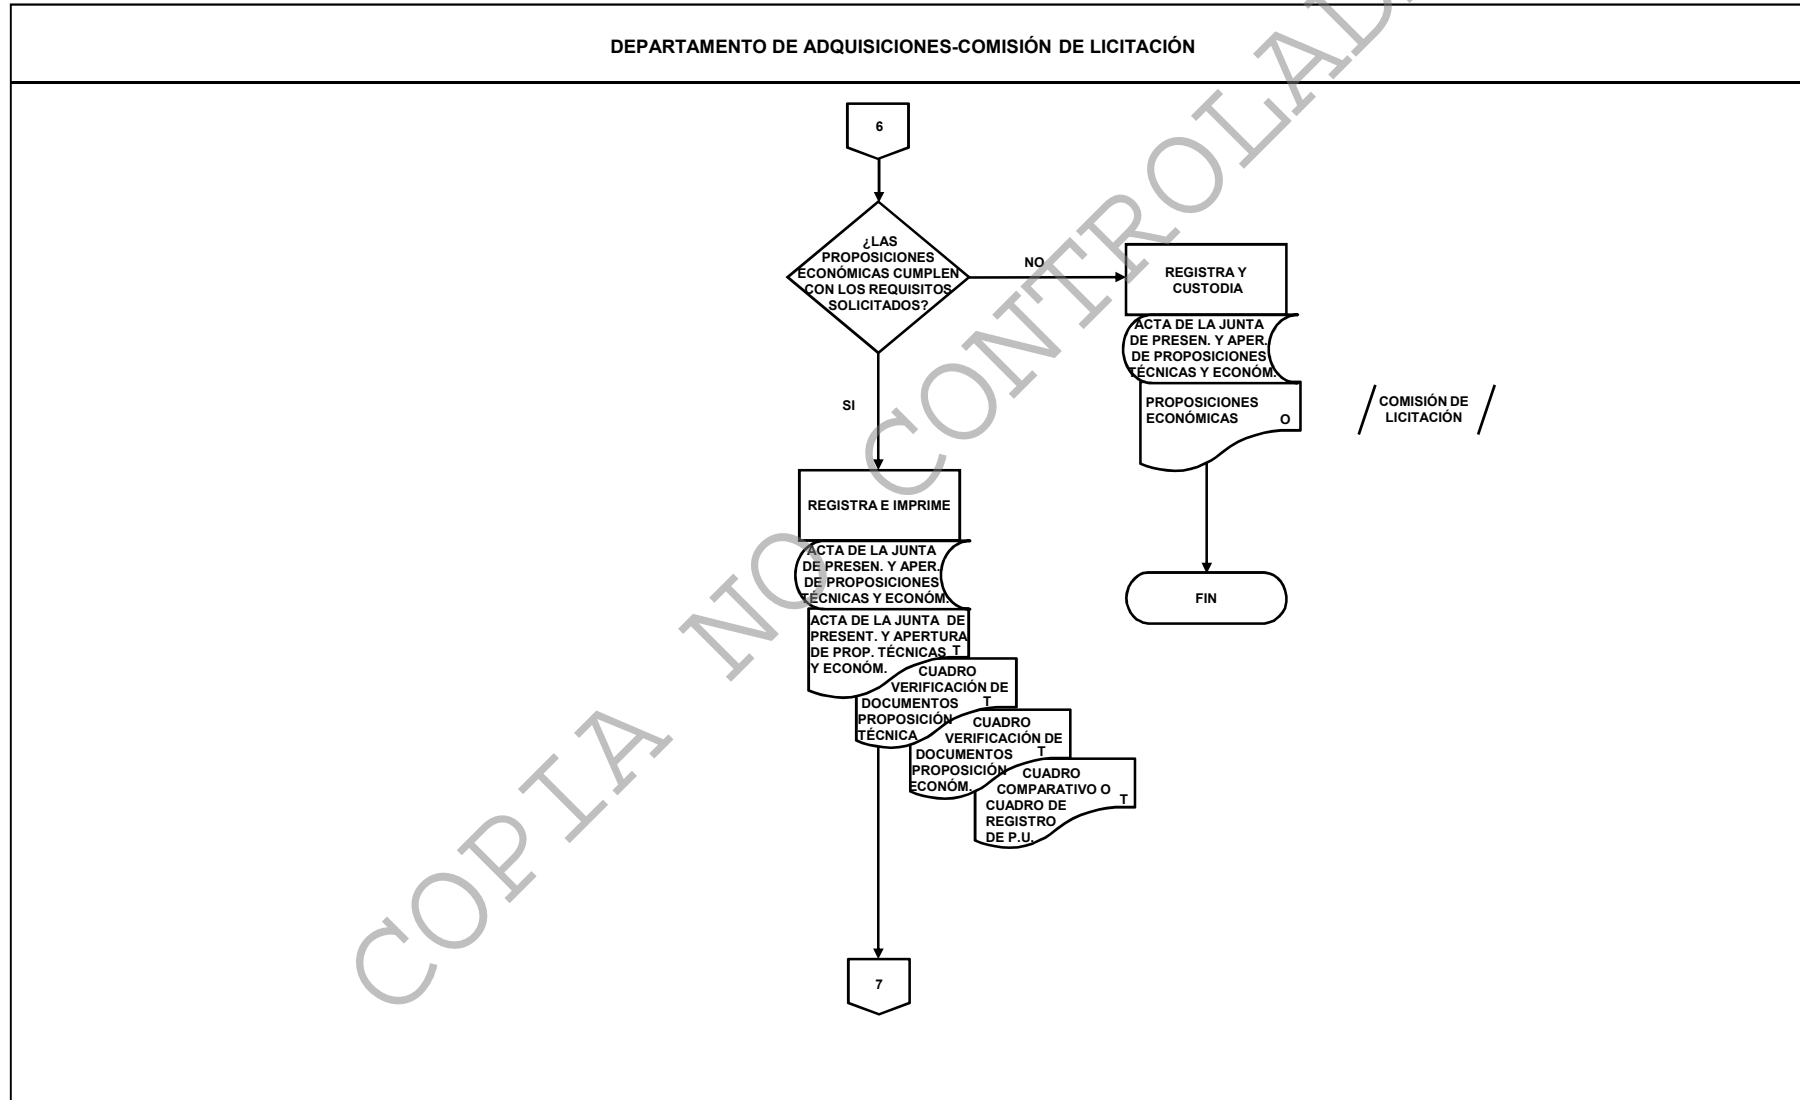 DEPARTAMENTO DE ADQUISICIONES-COMISIÓN DE LICITACIÓN
6
¿LAS
PROPOSICIONES
ECONÓMICAS CUMPLEN
CON LOS REQUISITOS
SOLICITADOS?
NO
REGISTRA Y
CUSTODIA
ACTA DE LA JUNTA
DE PRESEN. Y APER.
DE PROPOSICIONES
TÉCNICAS Y ECONÓM.
PROPOSICIONES
ECONÓMICAS O
COMISIÓN DE
LICITACIÓN
FIN
SI
REGISTRA E IMPRIME
ACTA DE LA JUNTA
DE PRESEN. Y APER.
DE PROPOSICIONES
TÉCNICAS Y ECONÓM.
ACTA DE LA JUNTA DE
PRESENT. Y APERTURA
DE PROP. TÉCNICAS T
Y ECONÓM.
CUADRO
VERIFICACIÓN DE
DOCUMENTOS T
PROPOSICIÓN
TÉCNICA
CUADRO
VERIFICACIÓN DE
DOCUMENTOS T
PROPOSICIÓN
ECONÓM.
CUADRO
COMPARATIVO O
CUADRO DE T
REGISTRO
DE P.U.
7
COPIA NO CONTROLAD